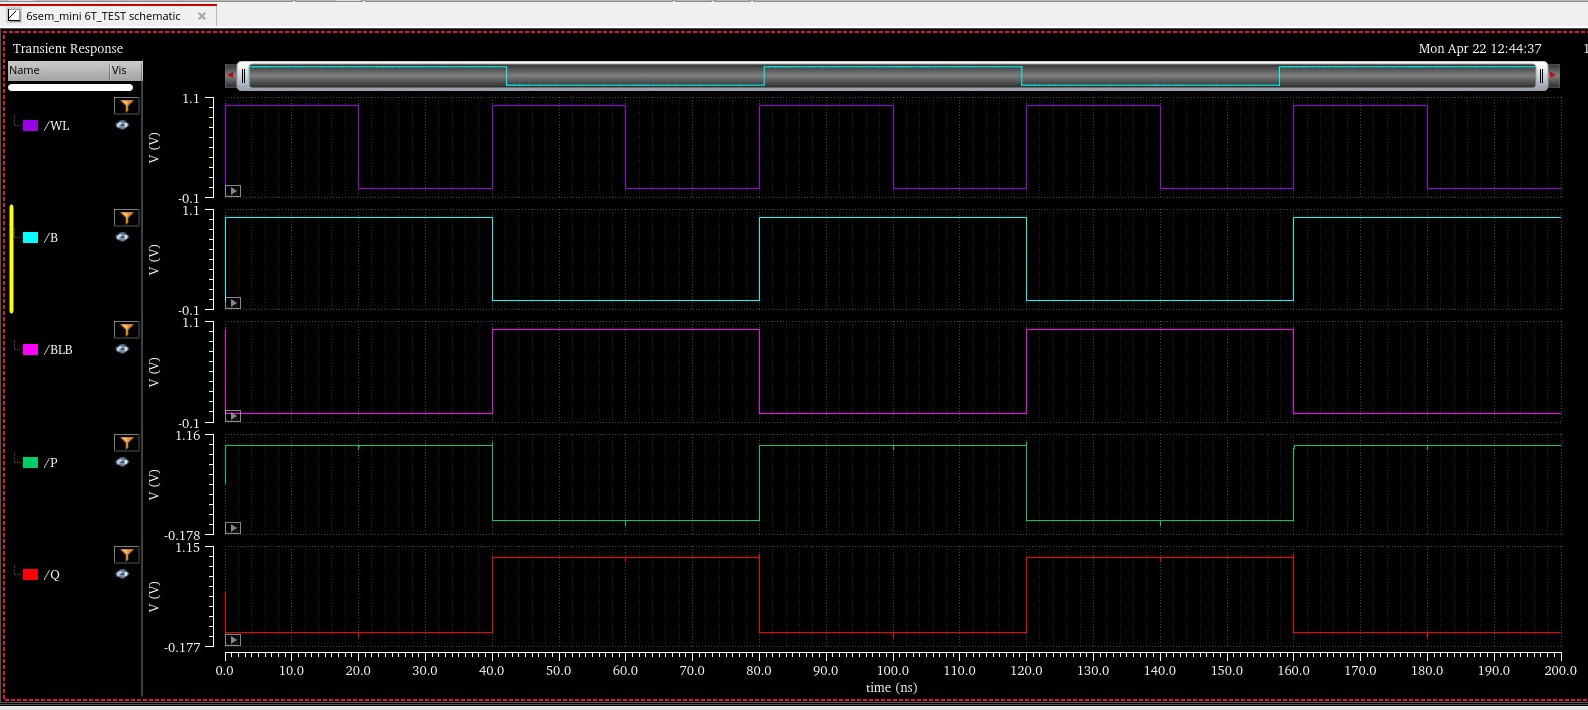 6sem_mini 6T_TEST schematic ×
Transient Response
Mon Apr 22 12:44:37 1
Name Vis
/WL
V (V)
1.1
-0.1
/B
V (V)
1.1
-0.1
/BLB
V (V)
1.1
-0.1
/P
V (V)
1.16
-0.178
/Q
V (V)
1.15
-0.177
0.0 10.0 20.0 30.0 40.0 50.0 60.0 70.0 80.0 90.0 100.0 110.0 120.0 130.0 140.0 150.0 160.0 170.0 180.0 190.0 200.0
time (ns)